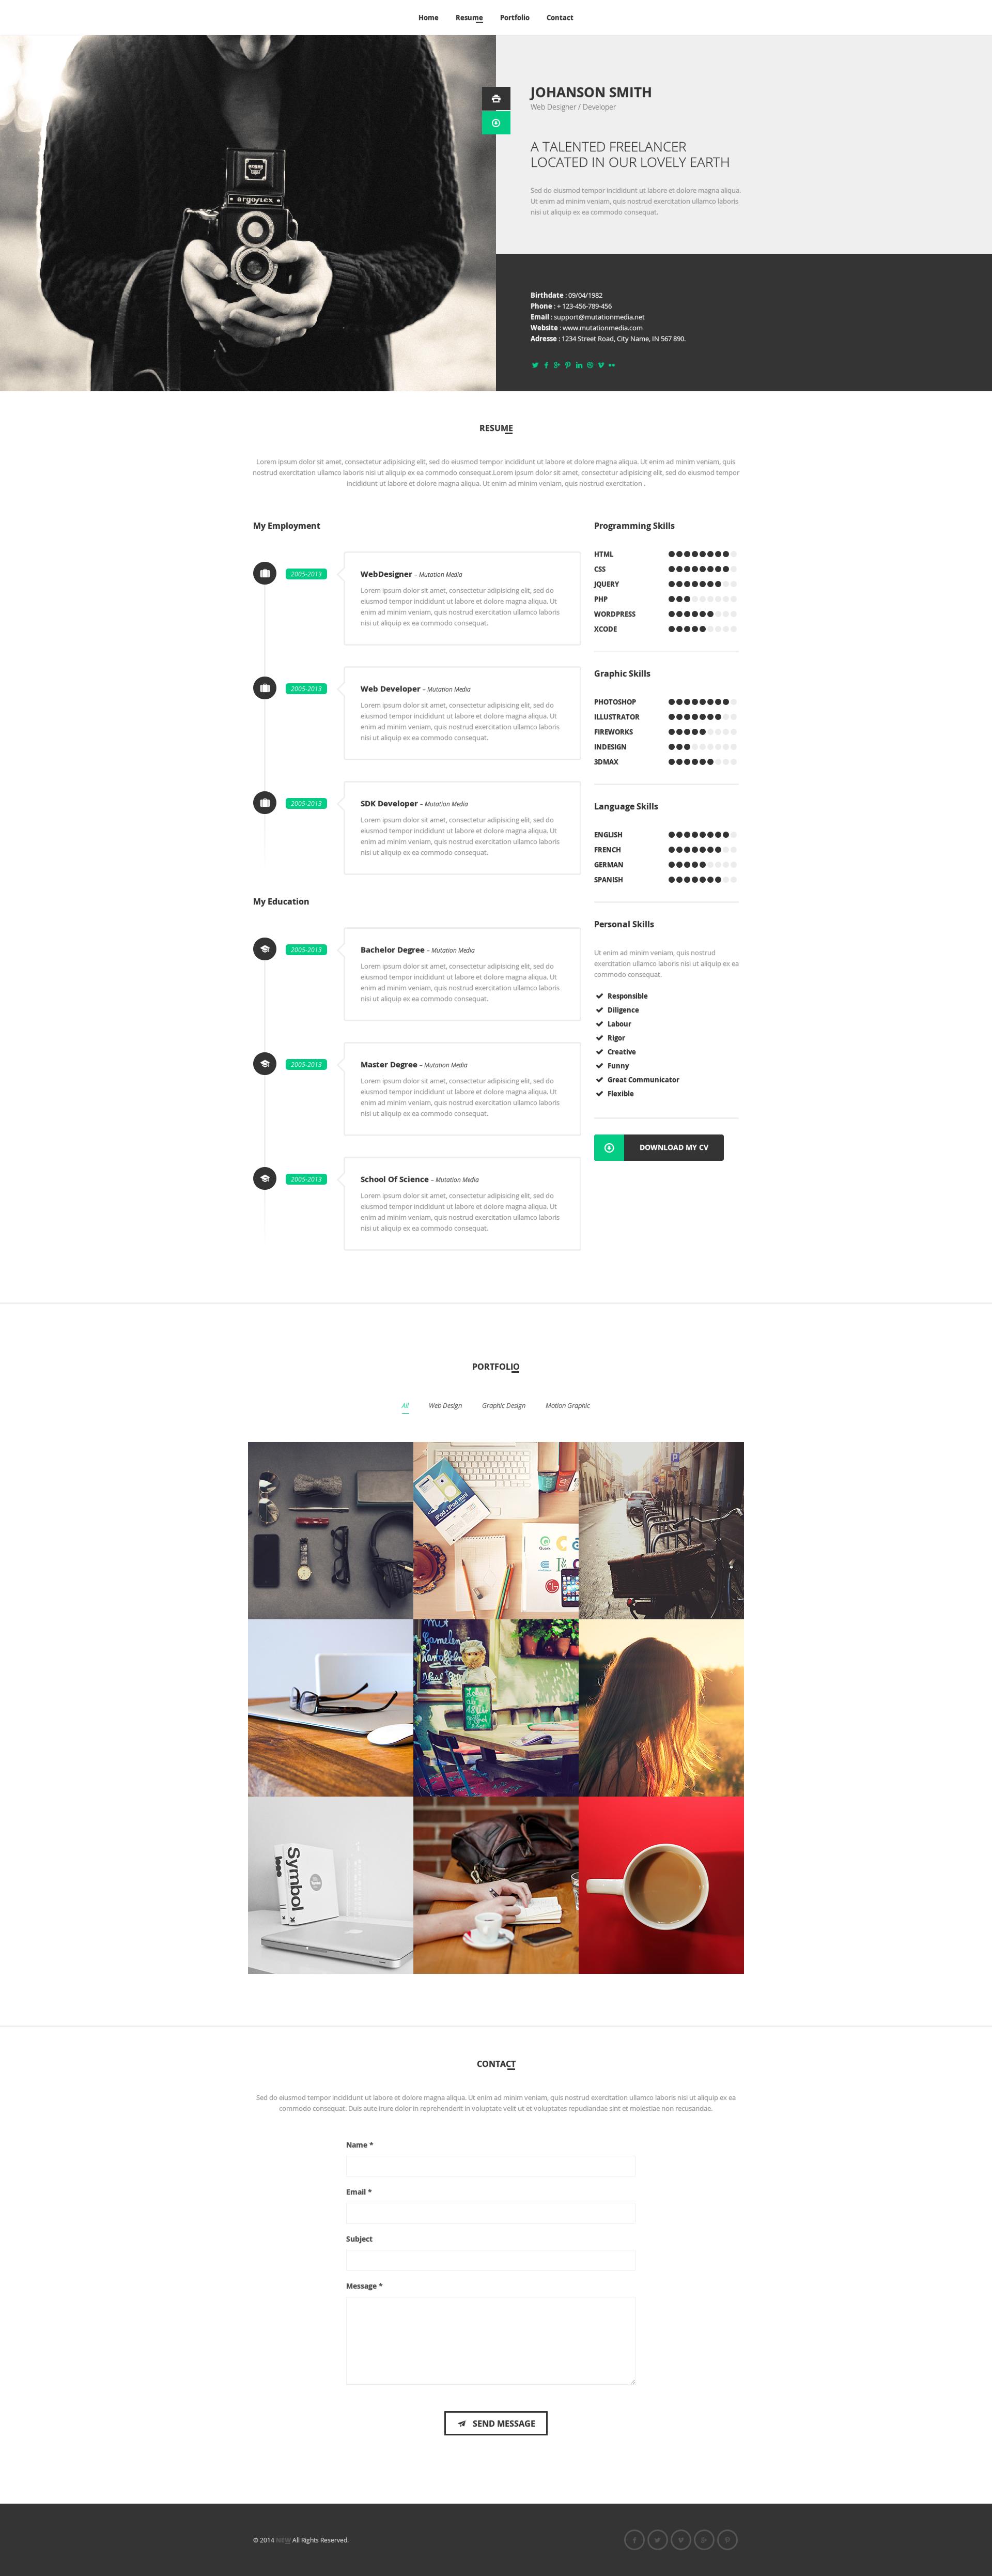 Home Resume Portfolio Contact
argoflex
JOHANSON SMITH
Web Designer / Developer
A TALENTED FREELANCER
LOCATED IN OUR LOVELY EARTH
Sed do eiusmod tempor incididunt ut labore et dolore magna aliqua.
Ut enim ad minim veniam, quis nostrud exercitation ullamco laboris
nisi ut aliquip ex ea commodo consequat.
Birthdate : 09/04/1982
Phone : + 123-456-789-456
Email : support@mutationmedia.net
Website : www.mutationmedia.com
Adresse : 1234 Street Road, City Name, IN 567 890.
RESUME
Lorem ipsum dolor sit amet, consectetur adipisicing elit, sed do eiusmod tempor incididunt ut labore et dolore magna aliqua. Ut enim ad minim veniam, quis
nostrud exercitation ullamco laboris nisi ut aliquip ex ea commodo consequat.Lorem ipsum dolor sit amet, consectetur adipisicing elit, sed do eiusmod tempor
incididunt ut labore et dolore magna aliqua. Ut enim ad minim veniam, quis nostrud exercitation .
My Employment
2005-2013
WebDesigner – Mutation Media
Lorem ipsum dolor sit amet, consectetur adipisicing elit, sed do
eiusmod tempor incididunt ut labore et dolore magna aliqua. Ut
enim ad minim veniam, quis nostrud exercitation ullamco laboris
nisi ut aliquip ex ea commodo consequat.
2005-2013
Web Developer – Mutation Media
Lorem ipsum dolor sit amet, consectetur adipisicing elit, sed do
eiusmod tempor incididunt ut labore et dolore magna aliqua. Ut
enim ad minim veniam, quis nostrud exercitation ullamco laboris
nisi ut aliquip ex ea commodo consequat.
2005-2013
SDK Developer – Mutation Media
Lorem ipsum dolor sit amet, consectetur adipisicing elit, sed do
eiusmod tempor incididunt ut labore et dolore magna aliqua. Ut
enim ad minim veniam, quis nostrud exercitation ullamco laboris
nisi ut aliquip ex ea commodo consequat.
My Education
2005-2013
Bachelor Degree – Mutation Media
Lorem ipsum dolor sit amet, consectetur adipisicing elit, sed do
eiusmod tempor incididunt ut labore et dolore magna aliqua. Ut
enim ad minim veniam, quis nostrud exercitation ullamco laboris
nisi ut aliquip ex ea commodo consequat.
2005-2013
Master Degree – Mutation Media
Lorem ipsum dolor sit amet, consectetur adipisicing elit, sed do
eiusmod tempor incididunt ut labore et dolore magna aliqua. Ut
enim ad minim veniam, quis nostrud exercitation ullamco laboris
nisi ut aliquip ex ea commodo consequat.
2005-2013
School Of Science – Mutation Media
Lorem ipsum dolor sit amet, consectetur adipisicing elit, sed do
eiusmod tempor incididunt ut labore et dolore magna aliqua. Ut
enim ad minim veniam, quis nostrud exercitation ullamco laboris
nisi ut aliquip ex ea commodo consequat.
Programming Skills
HTML
CSS
JQUERY
PHP
WORDPRESS
XCODE
Graphic Skills
PHOTOSHOP
ILLUSTRATOR
FIREWORKS
INDESIGN
3DMAX
Language Skills
ENGLISH
FRENCH
GERMAN
SPANISH
Personal Skills
Ut enim ad minim veniam, quis nostrud
exercitation ullamco laboris nisi ut aliquip ex ea
commodo consequat.
Responsible
Diligence
Labour
Rigor
Creative
Funny
Great Communicator
Flexible
DOWNLOAD MY CV
PORTFOLIO
All Web Design Graphic Design Motion Graphic
iPod & iPad mini
LG
P
Symbol
CONTACT
Sed do eiusmod tempor incididunt ut labore et dolore magna aliqua. Ut enim ad minim veniam, quis nostrud exercitation ullamco laboris nisi ut aliquip ex ea
commodo consequat. Duis aute irure dolor in reprehenderit in voluptate velit ut et voluptates repudiandae sint et molestiae non recusandae.
Name *
Email *
Subject
Message *
SEND MESSAGE
© 2014 All Rights Reserved.